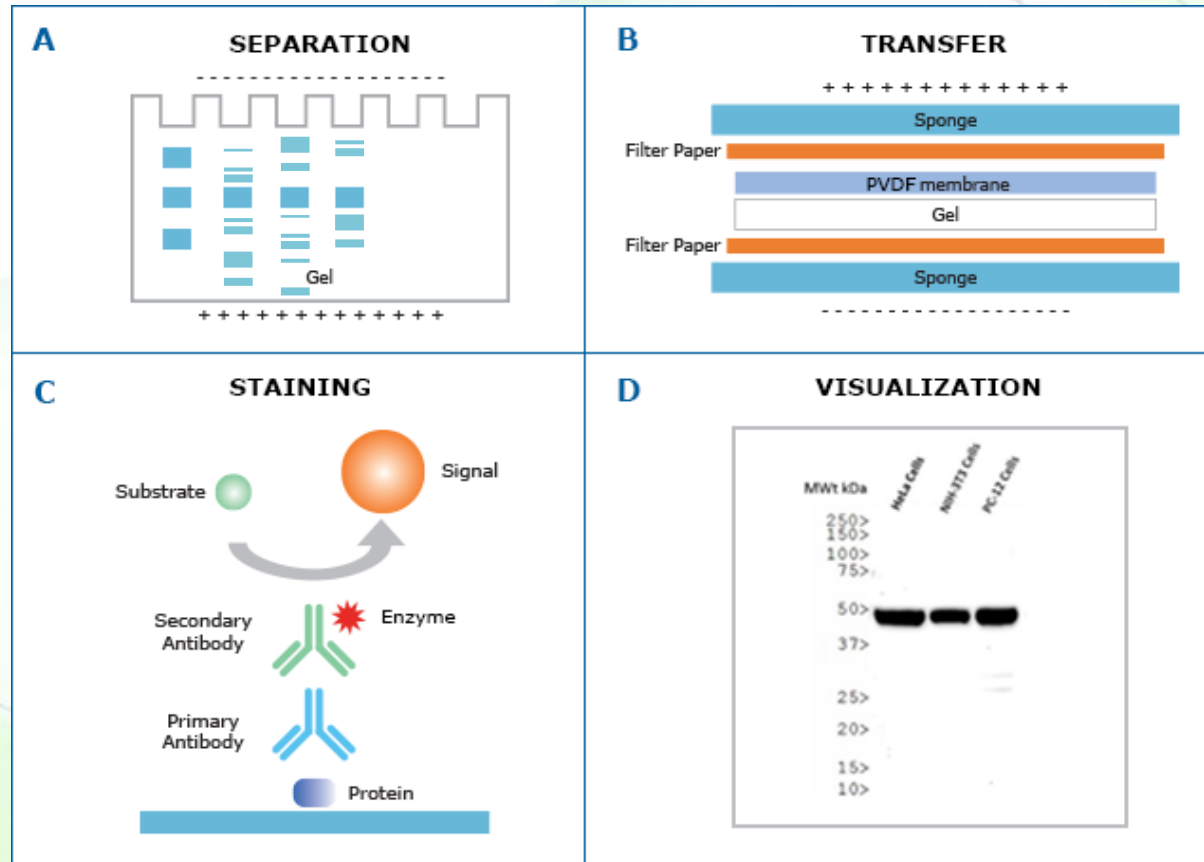 A
SEPARATION
- - - - - - - - - - - - - - - - - - -
+ + + + + + + + + + + + +
Gel
B
TRANSFER
+ + + + + + + + + + + + +
Sponge
Filter Paper
PVDF membrane
Gel
Filter Paper
Sponge
- - - - - - - - - - - - - - - - - - -
C
STAINING
Substrate
Signal
Secondary
Antibody
Enzyme
Primary
Antibody
Protein
D
VISUALIZATION
MWt kDa
HeLa Cells
NIH-3T3 Cells
PC-12 Cells
250>
150>
100>
75>
50>
37>
25>
20>
15>
10>